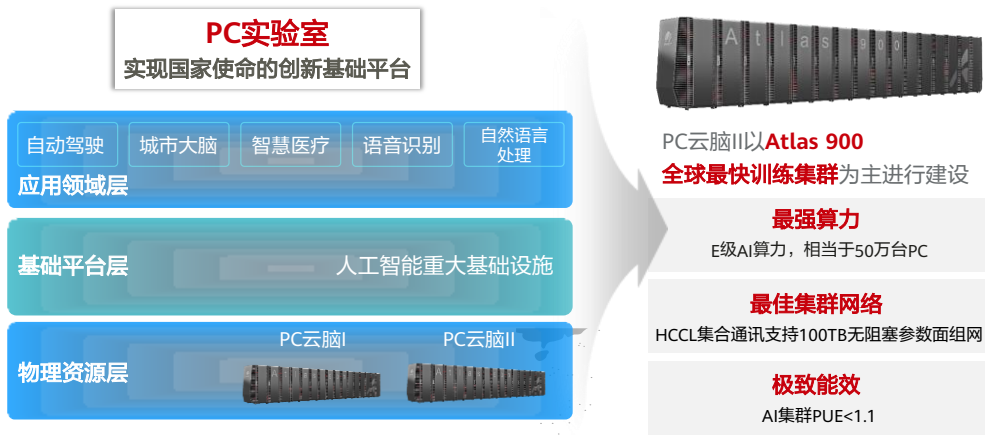 PC实验室
实现国家使命的创新基础平台
自动驾驶
城市大脑
智慧医疗
语音识别
自然语言
处理
应用领域层
基础平台层
人工智能重大基础设施
PC云脑I
PC云脑II
物理资源层
Atlas 900
PC云脑II以Atlas 900
全球最快训练集群为主进行建设
最强算力
E级AI算力，相当于50万台PC
最佳集群网络
HCCL集合通讯支持100TB无阻塞参数面组网
极致能效
AI集群PUE<1.1